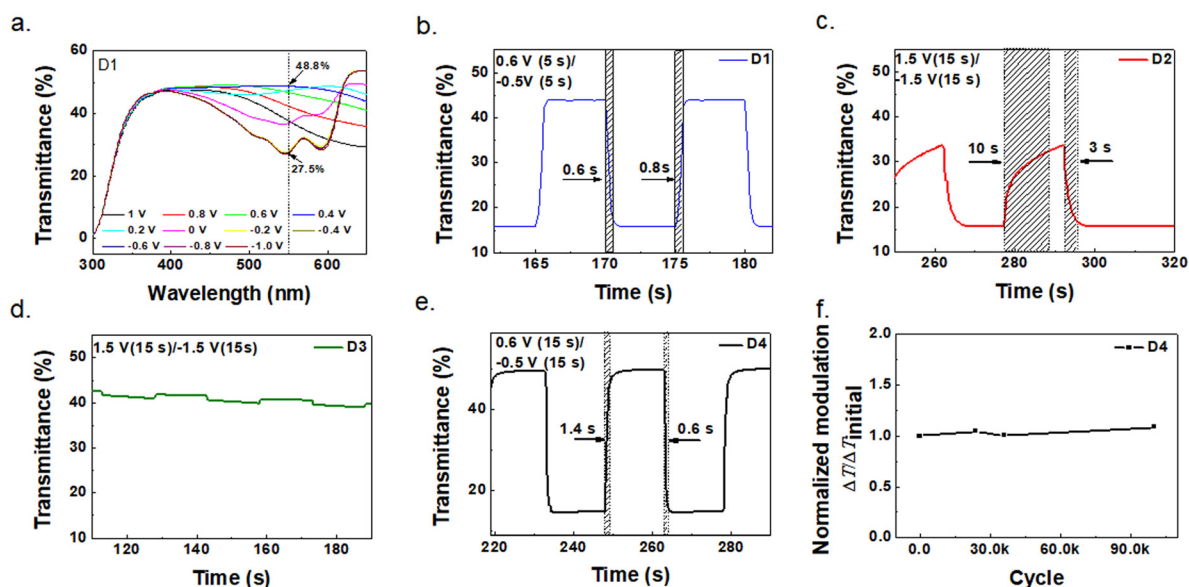 a.
Transmittance (%)
60
40
20
0
D1
48.8%
27.5%
1 V 0.8 V 0.6 V 0.4 V
0.2 V 0 V -0.2 V -0.4 V
-0.6 V -0.8 V -1.0 V
300 400 500 600
Wavelength (nm)
b.
Transmittance (%)
50
40
30
20
10
0.6 V (5 s)/
-0.5V (5 s)
D1
0.6 s
0.8s
165 170 175 180
Time (s)
c.
Transmittance (%)
50
40
30
20
10
1.5 V(15 s)/
-1.5 V(15 s)
D2
10 s
3 s
260 280 300 320
Time (s)
d.
Transmittance (%)
50
40
30
20
10
1.5 V(15 s)/-1.5 V(15s)
D3
120 140 160 180
Time (s)
e.
Transmittance (%)
40
20
0.6 V (15 s)/
-0.5 V (15 s)
D4
1.4 s
0.6 s
220 240 260 280
Time (s)
f.
Normalized modulation
ΔT/ΔTinitial
2.0
1.5
1.0
0.5
0.0
D4
0.0 30.0k 60.0k 90.0k
Cycle